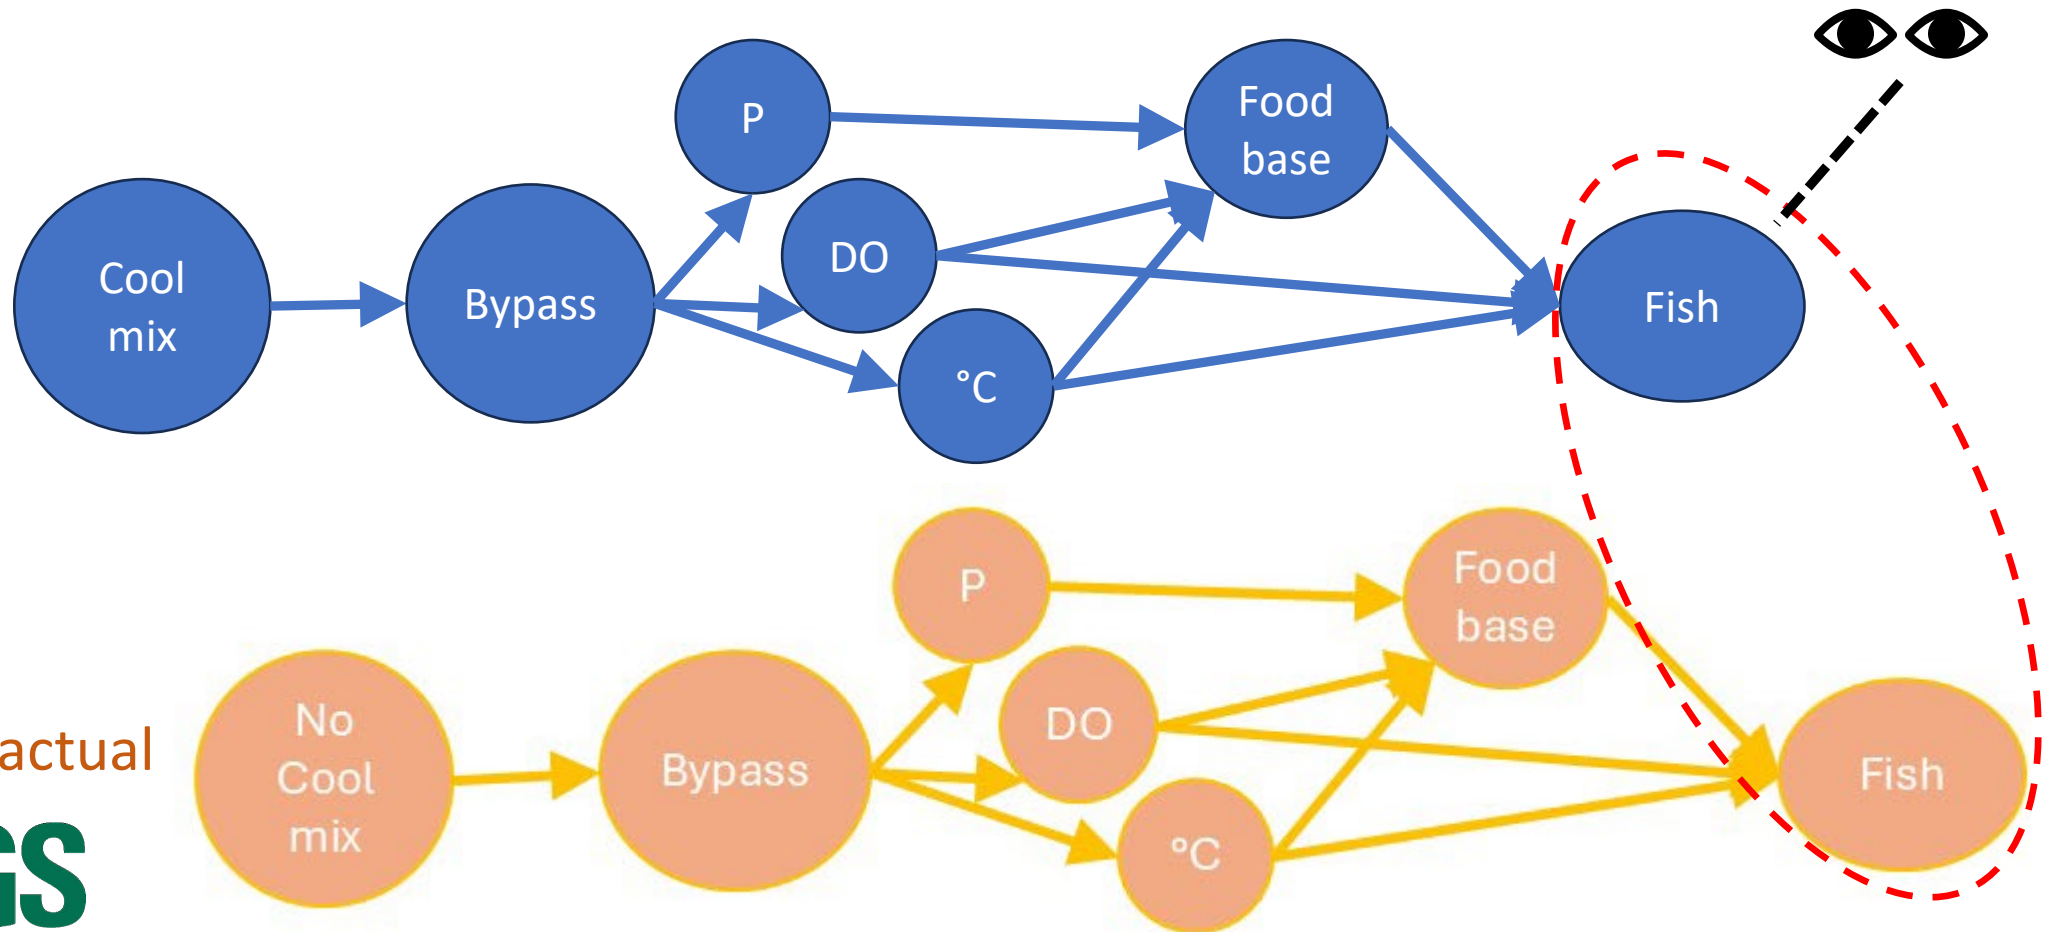 P
Food
base
DO
Cool
mix
Bypass
Fish
°C
P
Food
base
No
Cool
mix
DO
actual
Bypass
Fish
°C
GS